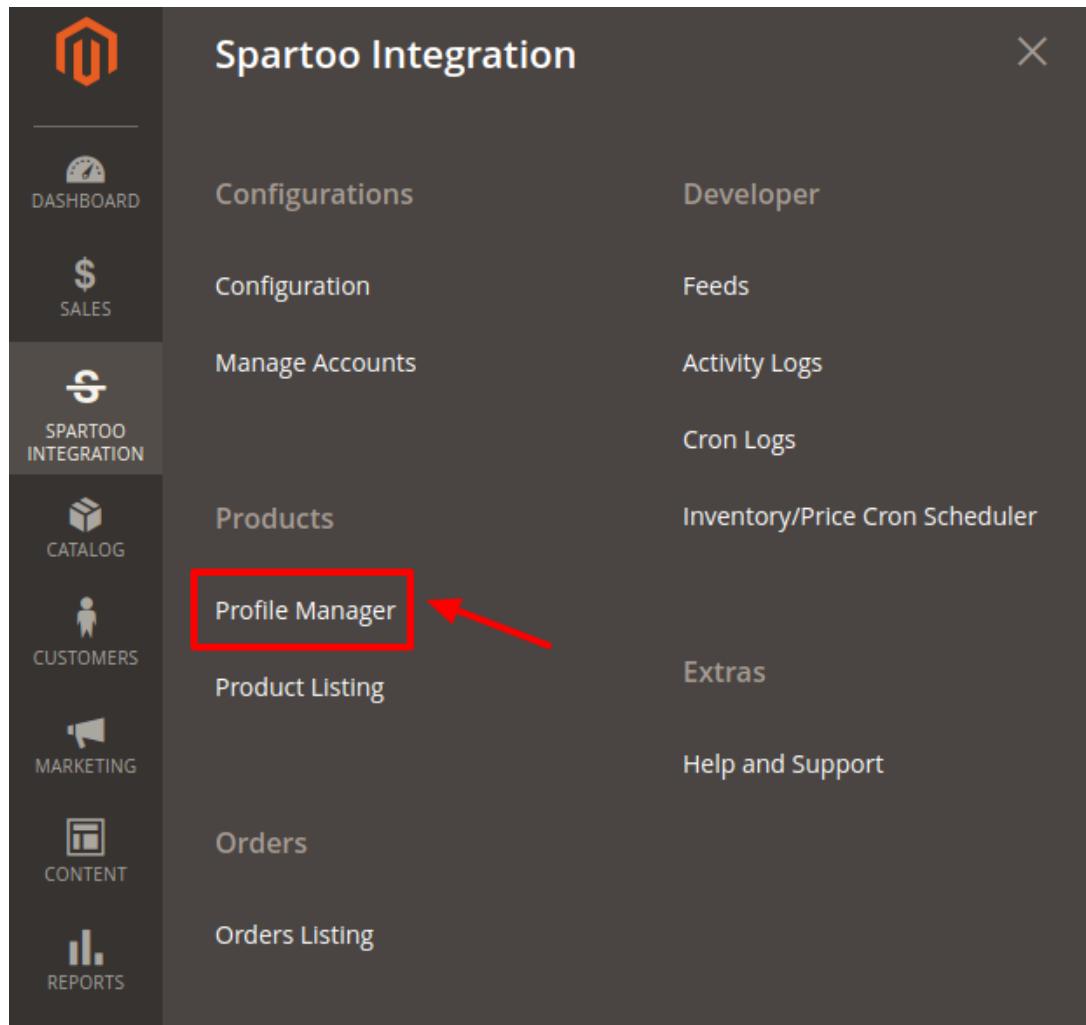 Spartoo Integration
DASHBOARD
SALES
SPARTOO
INTEGRATION
CATALOG
CUSTOMERS
MARKETING
CONTENT
REPORTS
Configurations
Configuration
Manage Accounts
Products
Profile Manager
Product Listing
Orders
Orders Listing
Developer
Feeds
Activity Logs
Cron Logs
Inventory/Price Cron Scheduler
Extras
Help and Support